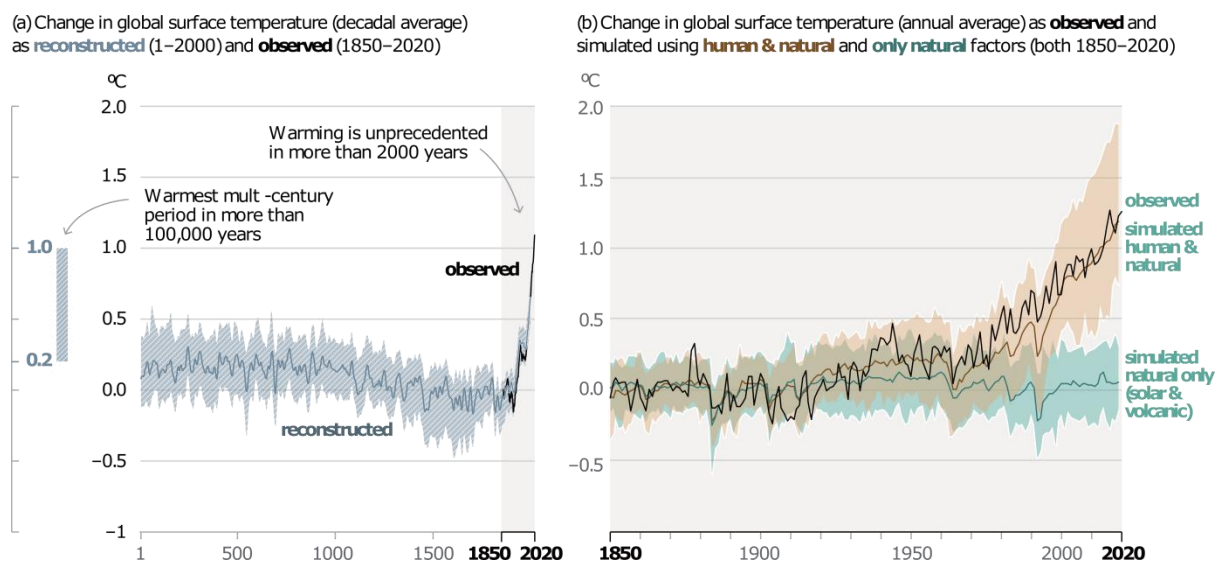 (a) Change in global surface temperature (decadal average)
as reconstructed (1–2000) and observed (1850–2020)
ºC
2.0
1.5
1.0
0.5
0.0
−0.5
−1
1.0
0.2
Warming is unprecedented
in more than 2000 years
Warmest mult -century
period in more than
100,000 years
observed
reconstructed
1
500
1000
1500
1850
2020
(b) Change in global surface temperature (annual average) as observed and
simulated using human & natural and only natural factors (both 1850–2020)
ºC
2.0
1.5
1.0
0.5
0.0
−0.5
observed
simulated
human &
natural
simulated
natural only
(solar &
volcanic)
1850
1900
1950
2000
2020